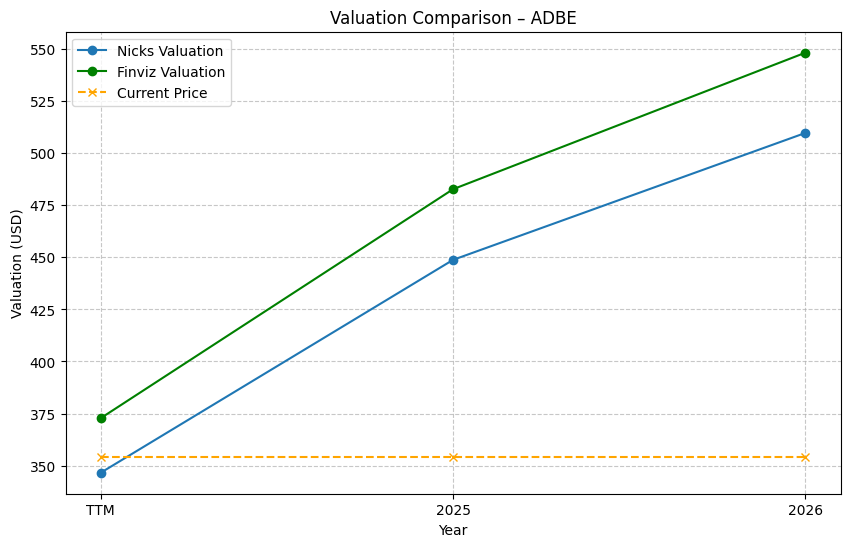 Valuation Comparison – ADBE
Nicks Valuation
Finviz Valuation
Current Price
Valuation (USD)
550
525
500
475
450
425
400
375
350
TTM
2025
2026
Year